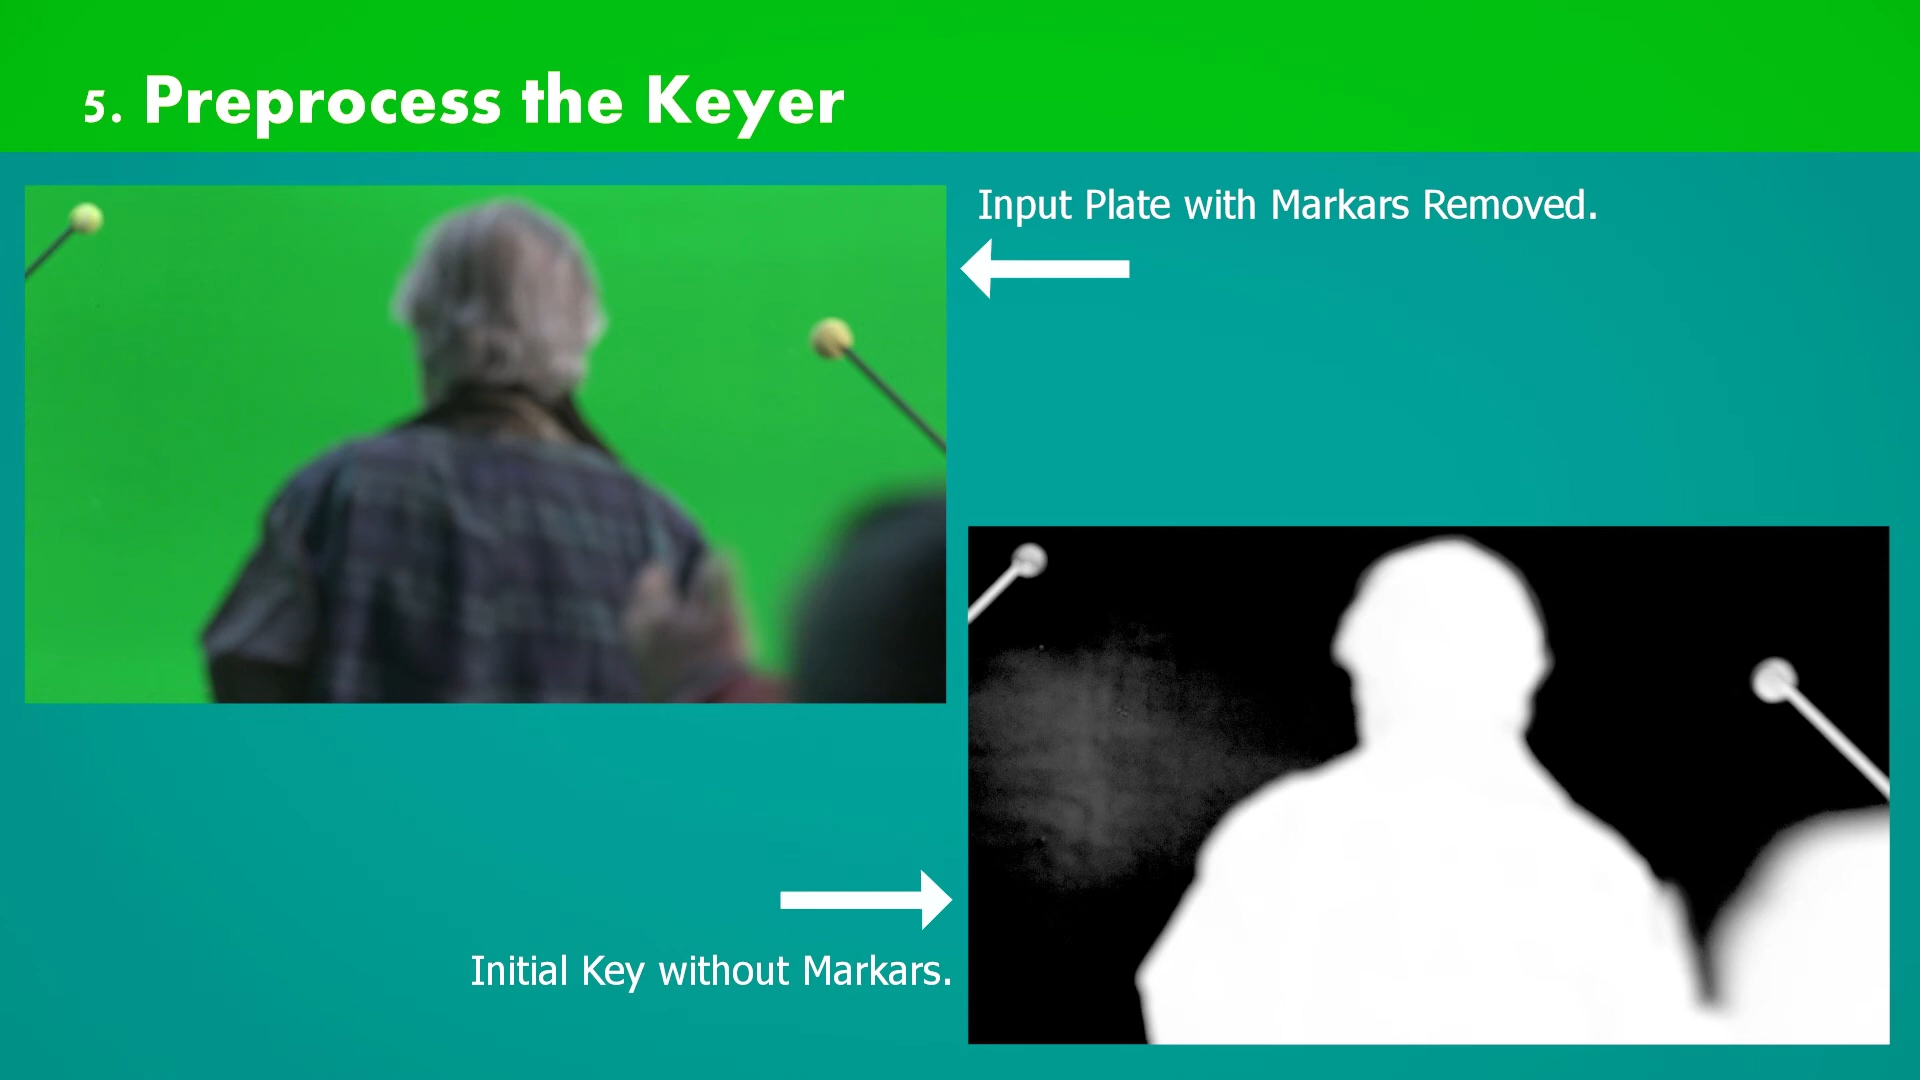 5. Preprocess the Keyer
Input Plate with Markars Removed.
Initial Key without Markars.